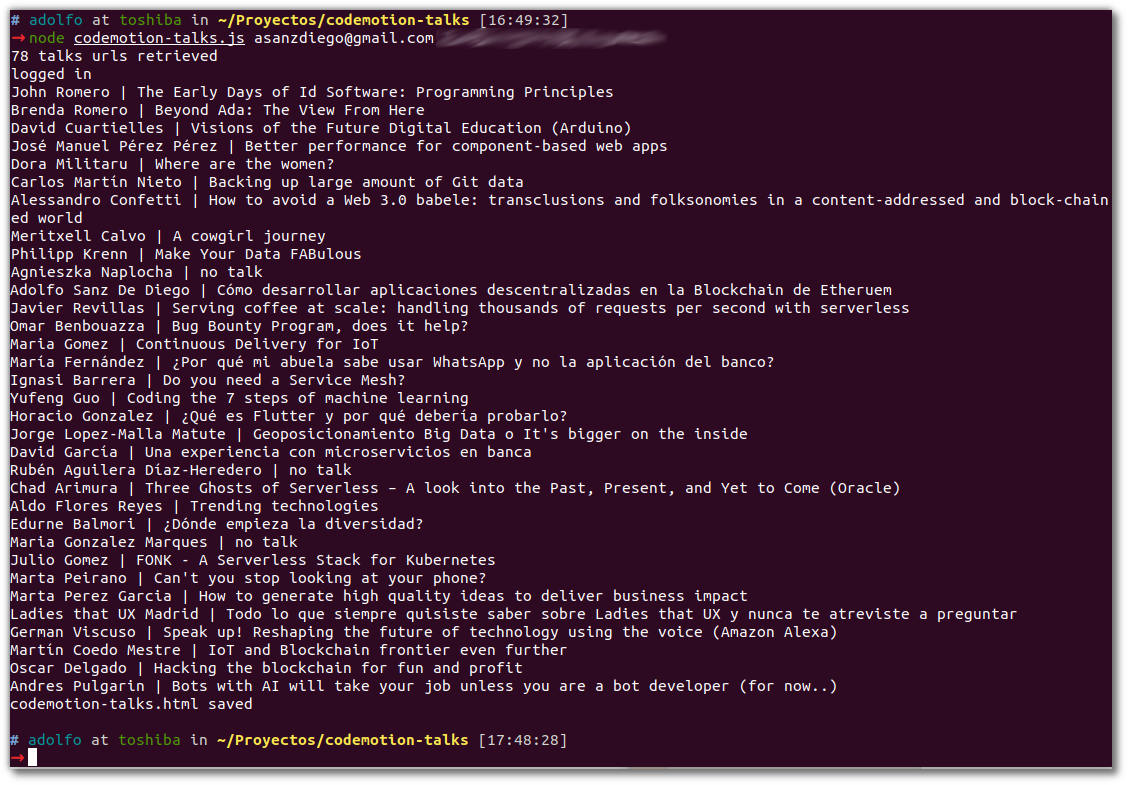 # adolfo at toshiba in ~/Proyectos/codemotion-talks [16:49:32]
→ node codemotion-talks.js asanzdiego@gmail.com
78 talks urls retrieved
logged in
John Romero | The Early Days of Id Software: Programming Principles
Brenda Romero | Beyond Ada: The View From Here
David Cuartielles | Visions of the Future Digital Education (Arduino)
José Manuel Pérez Pérez | Better performance for component-based web apps
Dora Militaru | Where are the women?
Carlos Martín Nieto | Backing up large amount of Git data
Alessandro Confetti | How to avoid a Web 3.0 babele: transclusions and folksonomies in a content-addressed and block-chain
ed world
Meritxell Calvo | A cowgirl journey
Philipp Krenn | Make Your Data FABulous
Agnieszka Naplocha | no talk
Adolfo Sanz De Diego | Cómo desarrollar aplicaciones descentralizadas en la Blockchain de Etheruem
Javier Revillas | Serving coffee at scale: handling thousands of requests per second with serverless
Omar Benbouazza | Bug Bounty Program, does it help?
Maria Gomez | Continuous Delivery for IoT
María Fernández | ¿Por qué mi abuela sabe usar WhatsApp y no la aplicación del banco?
Ignasi Barrera | Do you need a Service Mesh?
Yufeng Guo | Coding the 7 steps of machine learning
Horacio Gonzalez | ¿Qué es Flutter y por qué debería probarlo?
Jorge Lopez-Malla Matute | Geoposicionamiento Big Data o It's bigger on the inside
David García | Una experiencia con microservicios en banca
Rubén Aguilera Díaz-Heredero | no talk
Chad Arimura | Three Ghosts of Serverless – A look into the Past, Present, and Yet to Come (Oracle)
Aldo Flores Reyes | Trending technologies
Edurne Balmori | ¿Dónde empieza la diversidad?
Maria Gonzalez Marques | no talk
Julio Gomez | FONK - A Serverless Stack for Kubernetes
Marta Peirano | Can't you stop looking at your phone?
Marta Perez Garcia | How to generate high quality ideas to deliver business impact
Ladies that UX Madrid | Todo lo que siempre quisiste saber sobre Ladies that UX y nunca te atreviste a preguntar
German Viscuso | Speak up! Reshaping the future of technology using the voice (Amazon Alexa)
Martín Coedo Mestre | IoT and Blockchain frontier even further
Oscar Delgado | Hacking the blockchain for fun and profit
Andres Pulgarin | Bots with AI will take your job unless you are a bot developer (for now..)
codemotion-talks.html saved
# adolfo at toshiba in ~/Proyectos/codemotion-talks [17:48:28]
→